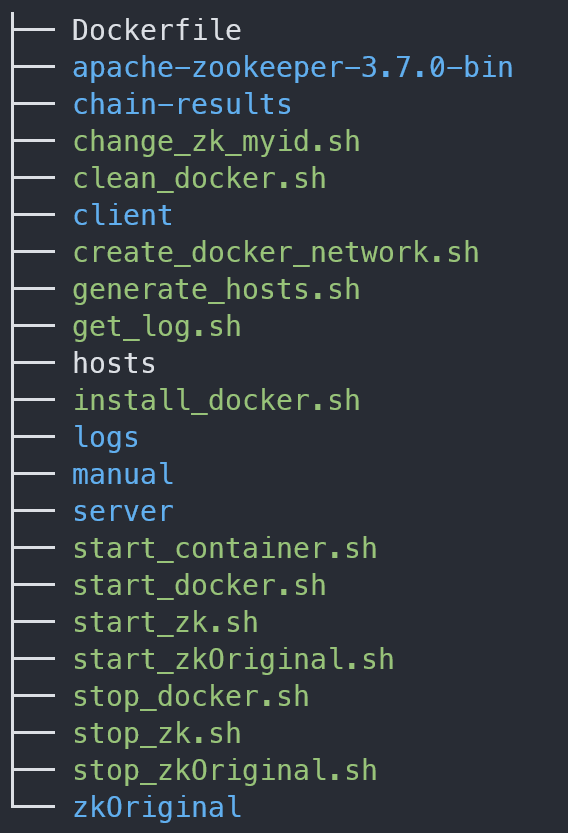 Dockerfile
apache-zookeeper-3.7.0-bin
chain-results
change_zk_myid.sh
clean_docker.sh
client
create_docker_network.sh
generate_hosts.sh
get_log.sh
hosts
install_docker.sh
logs
manual
server
start_container.sh
start_docker.sh
start_zk.sh
start_zkOriginal.sh
stop_docker.sh
stop_zk.sh
stop_zkOriginal.sh
zkOriginal